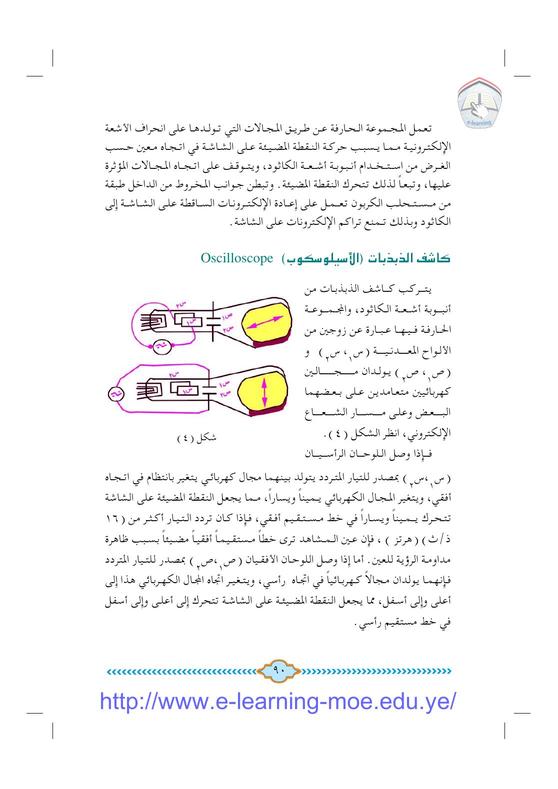 e-learning
تعمل المجموعة الحارفة عن طريق المجالات التي تولدها على انحراف الأشعة
الإلكترونية مما يسبب حركة النقطة المضيئة على الشاشة في اتجاه معين حسب
الغرض من استخدام أنبوبة أشعة الكاثود، ويتوقف على اتجاه المجالات المؤثرة
عليها، وتبعاً لذلك تتحرك النقطة المضيئة. وتبطن جوانب المخروط من الداخل طبقة
من مستحلب الكربون تعمل على إعادة الإلكترونات الساقطة على الشاشة إلى
الكاثود وبذلك تمنع تراكم الإلكترونات على الشاشة.
كاشف الذبذبات (الأسيلوسكوب) Oscilloscope
يتركب كاشف الذبذبات من
أنبوبة أشعة الكاثود، والمجموعة
الحارفة فيها عبارة عن زوجين من
الألواح المعدنية (س١، س٢) و
(ص١، ص٢) يولدان مجالين
كهربائيين متعامدين على بعضهما
البعض وعلى مسار الشعاع
الإلكتروني، انظر الشكل (٤).
شكل (٤)
فإذا وصل اللوحان الرأسيان
(س١، س٢) بمصدر للتيار المتردد يتولد بينهما مجال كهربائي يتغير بانتظام في اتجاه
أفقي، ويتغير المجال الكهربائي يميناً ويساراً، مما يجعل النقطة المضيئة على الشاشة
تتحرك يميناً ويساراً في خط مستقيم أفقي، فإذا كان تردد التيار أكثر من (١٦
ذ/ث) (هرتز)، فإن عين المشاهد ترى خطاً مستقيماً أفقياً مضيئاً بسبب ظاهرة
مداومة الرؤية للعين. أما إذا وصل اللوحان الأفقيان (ص١، ص٢) بمصدر للتيار المتردد
فإنهما يولدان مجالاً كهربائياً في اتجاه رأسي، ويتغير اتجاه المجال الكهربائي هذا إلى
أعلى وإلى أسفل، مما يجعل النقطة المضيئة على الشاشة تتحرك إلى أعلى وإلى أسفل
في خط مستقيم رأسي.
٩٠
http://www.e-learning-moe.edu.ye/